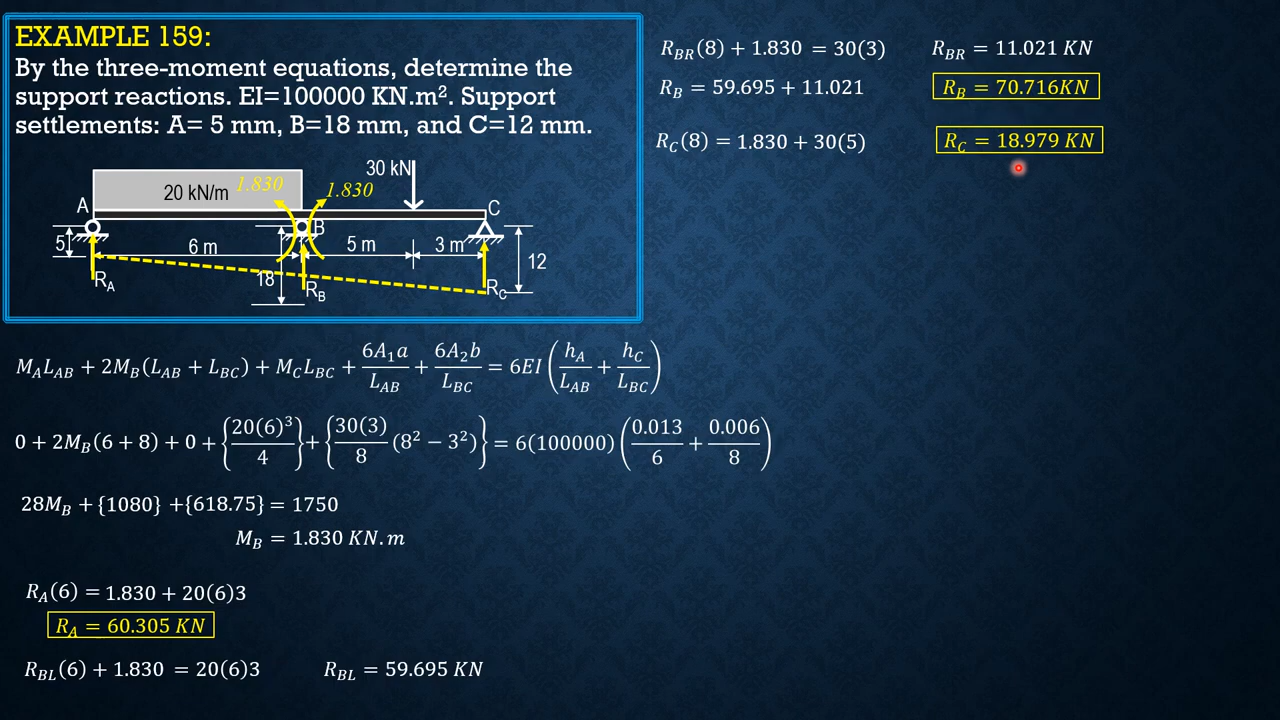 EXAMPLE 159:
By the three-moment equations, determine the
support reactions. EI=100000 KN.m². Support
settlements: A= 5 mm, B=18 mm, and C=12 mm.
30 kN
20 kN/m 1.830 1.830
A B C
5 6 m 5 m 3 m 12
18
R_A R_B R_C
M_A L_AB + 2M_B(L_AB + L_BC) + M_C L_BC + 6A_1a/L_AB + 6A_2b/L_BC = 6EI(h_A/L_AB + h_C/L_BC)
0 + 2M_B(6 + 8) + 0 + {20(6)^3/4} + {30(3)/8 (8² − 3²)} = 6(100000)(0.013/6 + 0.006/8)
28M_B + {1080} +{618.75} = 1750
M_B = 1.830 KN.m
R_A(6) = 1.830 + 20(6)3
R_A = 60.305 KN
R_BL(6) + 1.830 = 20(6)3 R_BL = 59.695 KN
R_BR(8) + 1.830 = 30(3) R_BR = 11.021 KN
R_B = 59.695 + 11.021 R_B = 70.716KN
R_C(8) = 1.830 + 30(5) R_C = 18.979 KN